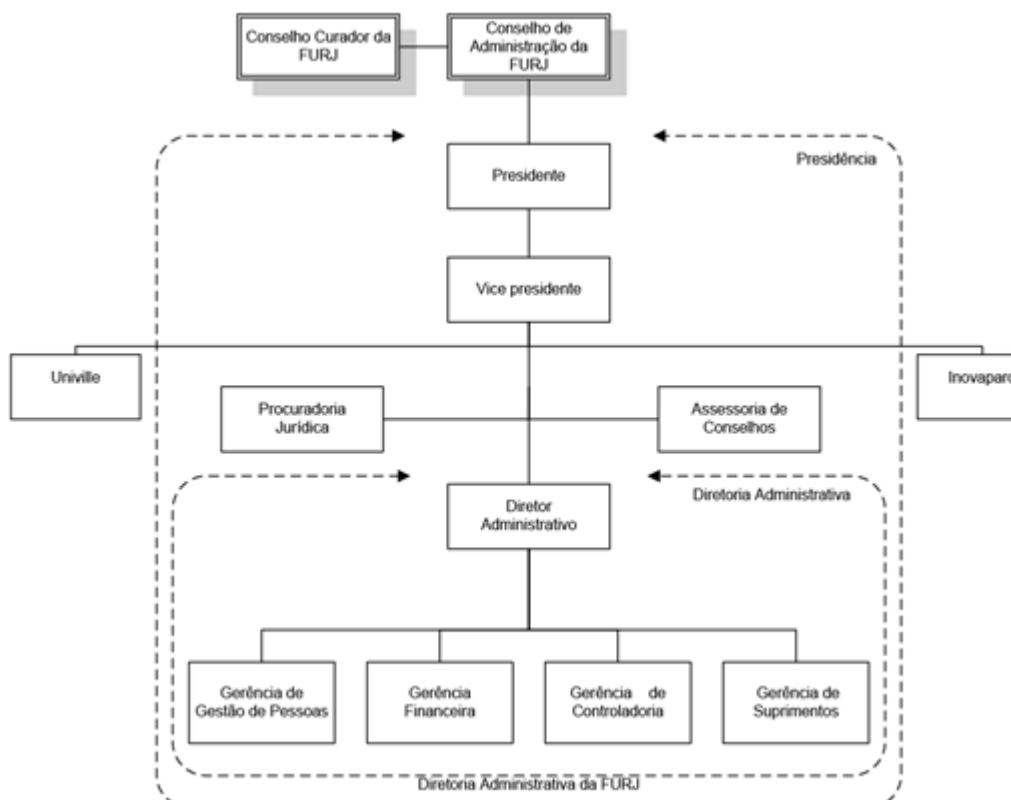 Conselho Curador da
FURJ
Conselho de
Administração da
FURJ
Presidência
Presidente
Vice presidente
Univille
Inovaparq
Procuradoria
Jurídica
Assessoria de
Conselhos
Diretoria Administrativa
Diretor
Administrativo
Gerência de
Gestão de Pessoas
Gerência
Financeira
Gerência de
Controladoria
Gerência de
Suprimentos
Diretoria Administrativa da FURJ